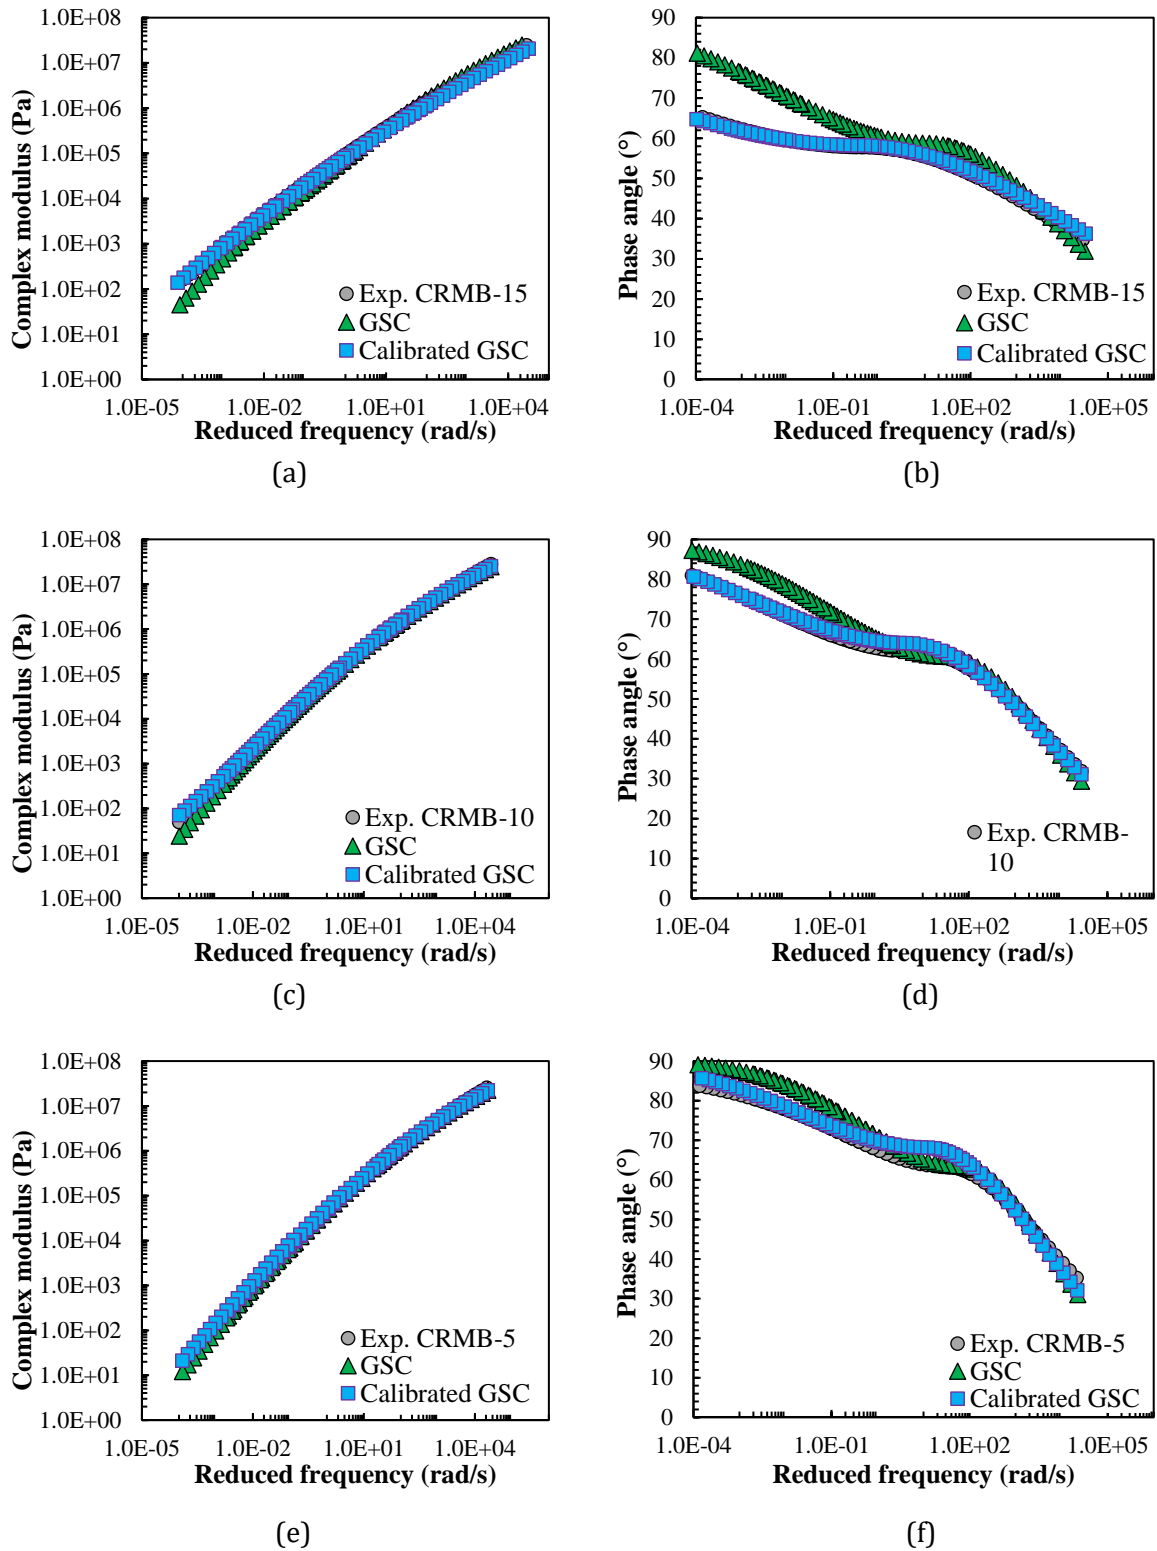 1.0E+08
1.0E+07
1.0E+06
1.0E+05
1.0E+04
1.0E+03
1.0E+02
1.0E+01
1.0E+00
Complex modulus (Pa)
Exp. CRMB-15
GSC
Calibrated GSC
1.0E-05 1.0E-02 1.0E+01 1.0E+04
Reduced frequency (rad/s)
(a)
90
80
70
60
50
40
30
20
10
0
Phase angle (°)
Exp. CRMB-15
GSC
Calibrated GSC
1.0E-04 1.0E-01 1.0E+02 1.0E+05
Reduced frequency (rad/s)
(b)
1.0E+08
1.0E+07
1.0E+06
1.0E+05
1.0E+04
1.0E+03
1.0E+02
1.0E+01
1.0E+00
Complex modulus (Pa)
Exp. CRMB-10
GSC
Calibrated GSC
1.0E-05 1.0E-02 1.0E+01 1.0E+04
Reduced frequency (rad/s)
(c)
90
80
70
60
50
40
30
20
10
0
Phase angle (°)
Exp. CRMB-
10
1.0E-04 1.0E-01 1.0E+02 1.0E+05
Reduced frequency (rad/s)
(d)
1.0E+08
1.0E+07
1.0E+06
1.0E+05
1.0E+04
1.0E+03
1.0E+02
1.0E+01
1.0E+00
Complex modulus (Pa)
Exp. CRMB-5
GSC
Calibrated GSC
1.0E-05 1.0E-02 1.0E+01 1.0E+04
Reduced frequency (rad/s)
(e)
90
80
70
60
50
40
30
20
10
0
Phase angle (°)
Exp. CRMB-5
GSC
Calibrated GSC
1.0E-04 1.0E-01 1.0E+02 1.0E+05
Reduced frequency (rad/s)
(f)